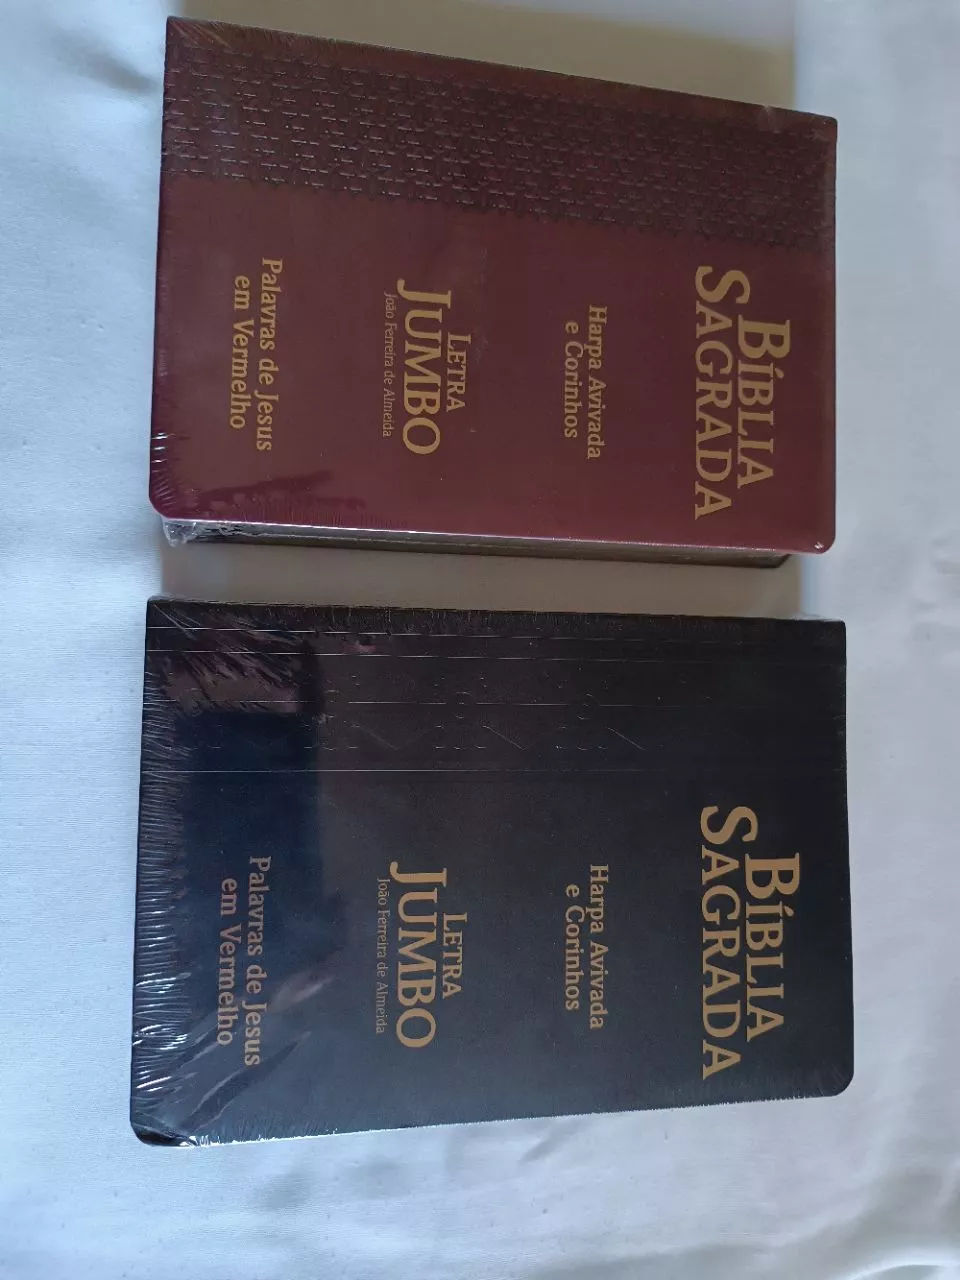 BÍBLIA
SAGRADA
Harpa Avivada
e Corinhos
LETRA
JUMBO
João Ferreira de Almeida
Palavras de Jesus
em Vermelho
BÍBLIA
SAGRADA
Harpa Avivada
e Corinhos
LETRA
JUMBO
João Ferreira de Almeida
Palavras de Jesus
em Vermelho